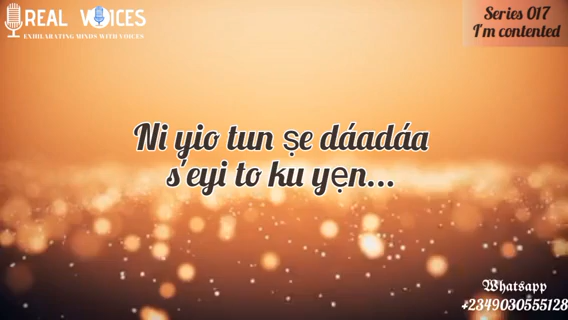 REAL VOICES
EXHILARATING MINDS WITH VOICES
Series 017
I'm contented
Ni yio tun ṣe dáadáa
s'eyi to ku yẹn...
Whatsapp
+2349030555128